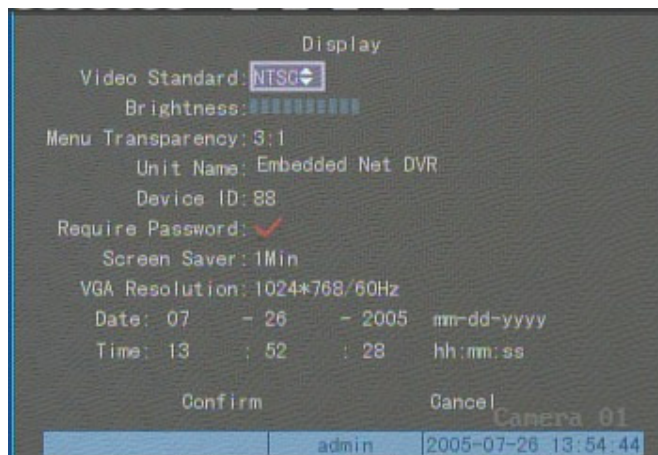 Display
Video Standard: NTSC
Brightness:
Menu Transparency: 3:1
Unit Name: Embedded Net DVR
Device ID: 88
Require Password:
Screen Saver: 1Min
VGA Resolution: 1024*768/60Hz
Date: 07 - 26 - 2005 mm-dd-yyyy
Time: 13 : 52 : 28 hh:mm:ss
Confirm Cancel
Camera 01
admin 2005-07-26 13:54:44